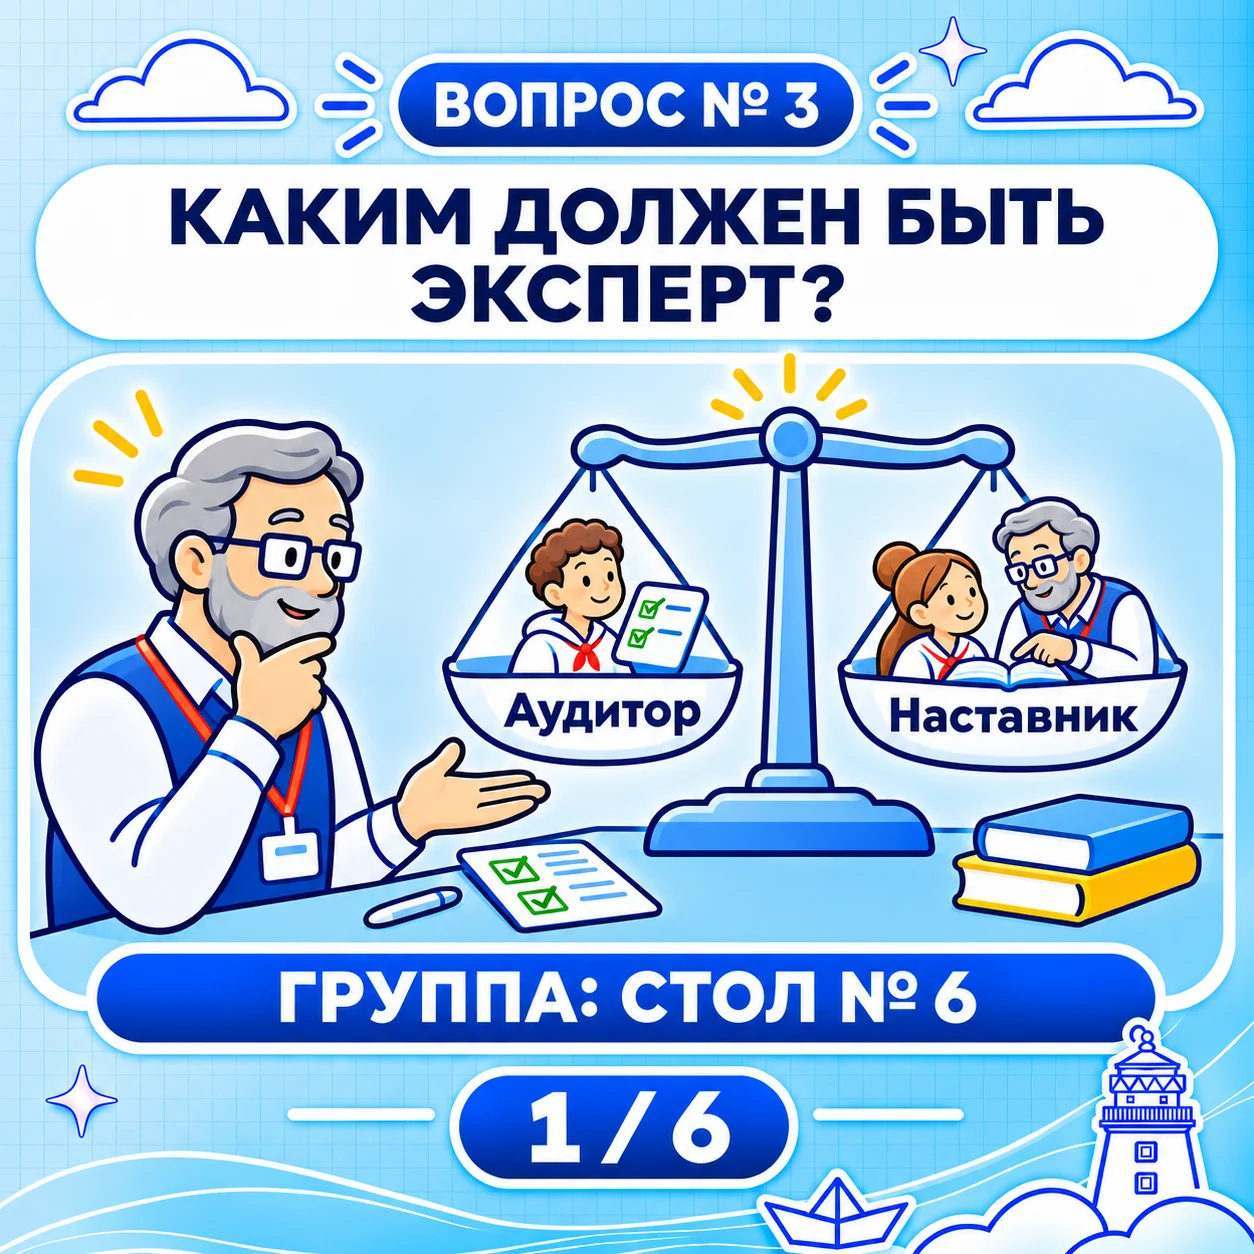 ВОПРОС № 3
КАКИМ ДОЛЖЕН БЫТЬ
ЭКСПЕРТ?
Аудитор
Наставник
ГРУППА: СТОЛ № 6
1 / 6